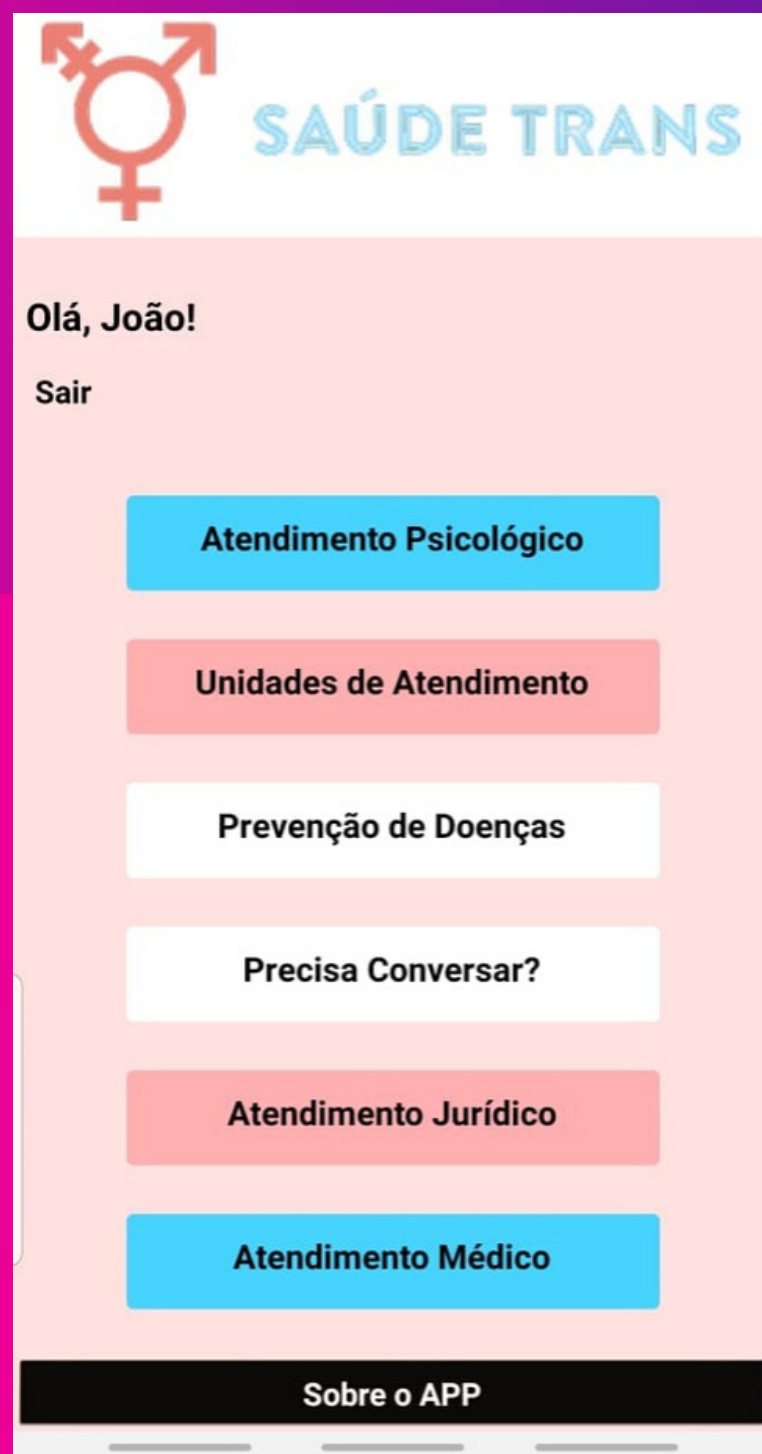 SAÚDE TRANS
Olá, João!
Sair
Atendimento Psicológico
Unidades de Atendimento
Prevenção de Doenças
Precisa Conversar?
Atendimento Jurídico
Atendimento Médico
Sobre o APP